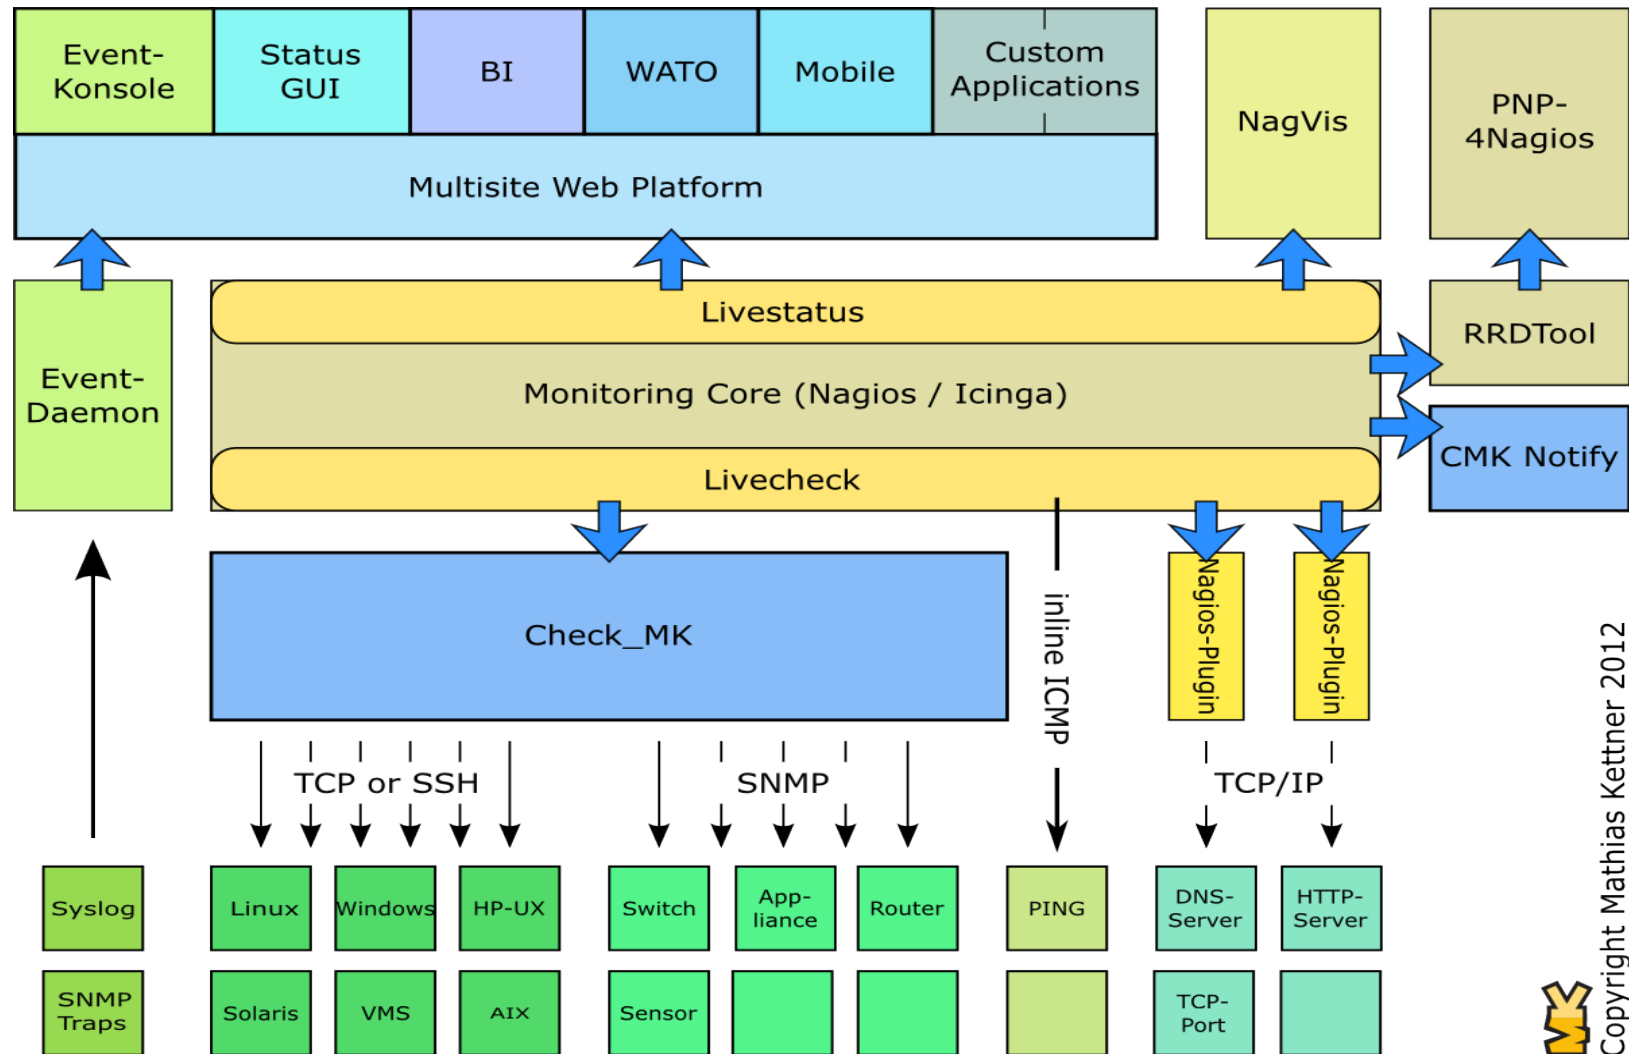 Event-
Konsole
Status
GUI
BI
WATO
Mobile
Custom
Applications
NagVis
PNP-
4Nagios
Multisite Web Platform
Event-
Daemon
Livestatus
Monitoring Core (Nagios / Icinga)
Livecheck
RRDTool
CMK Notify
Check_MK
inline ICMP
Nagios-Plugin
Nagios-Plugin
TCP or SSH
SNMP
TCP/IP
Syslog
Linux
Windows
HP-UX
Switch
App-
liance
Router
PING
DNS-
Server
HTTP-
Server
SNMP
Traps
Solaris
VMS
AIX
Sensor
TCP-
Port
MK
Copyright Mathias Kettner 2012